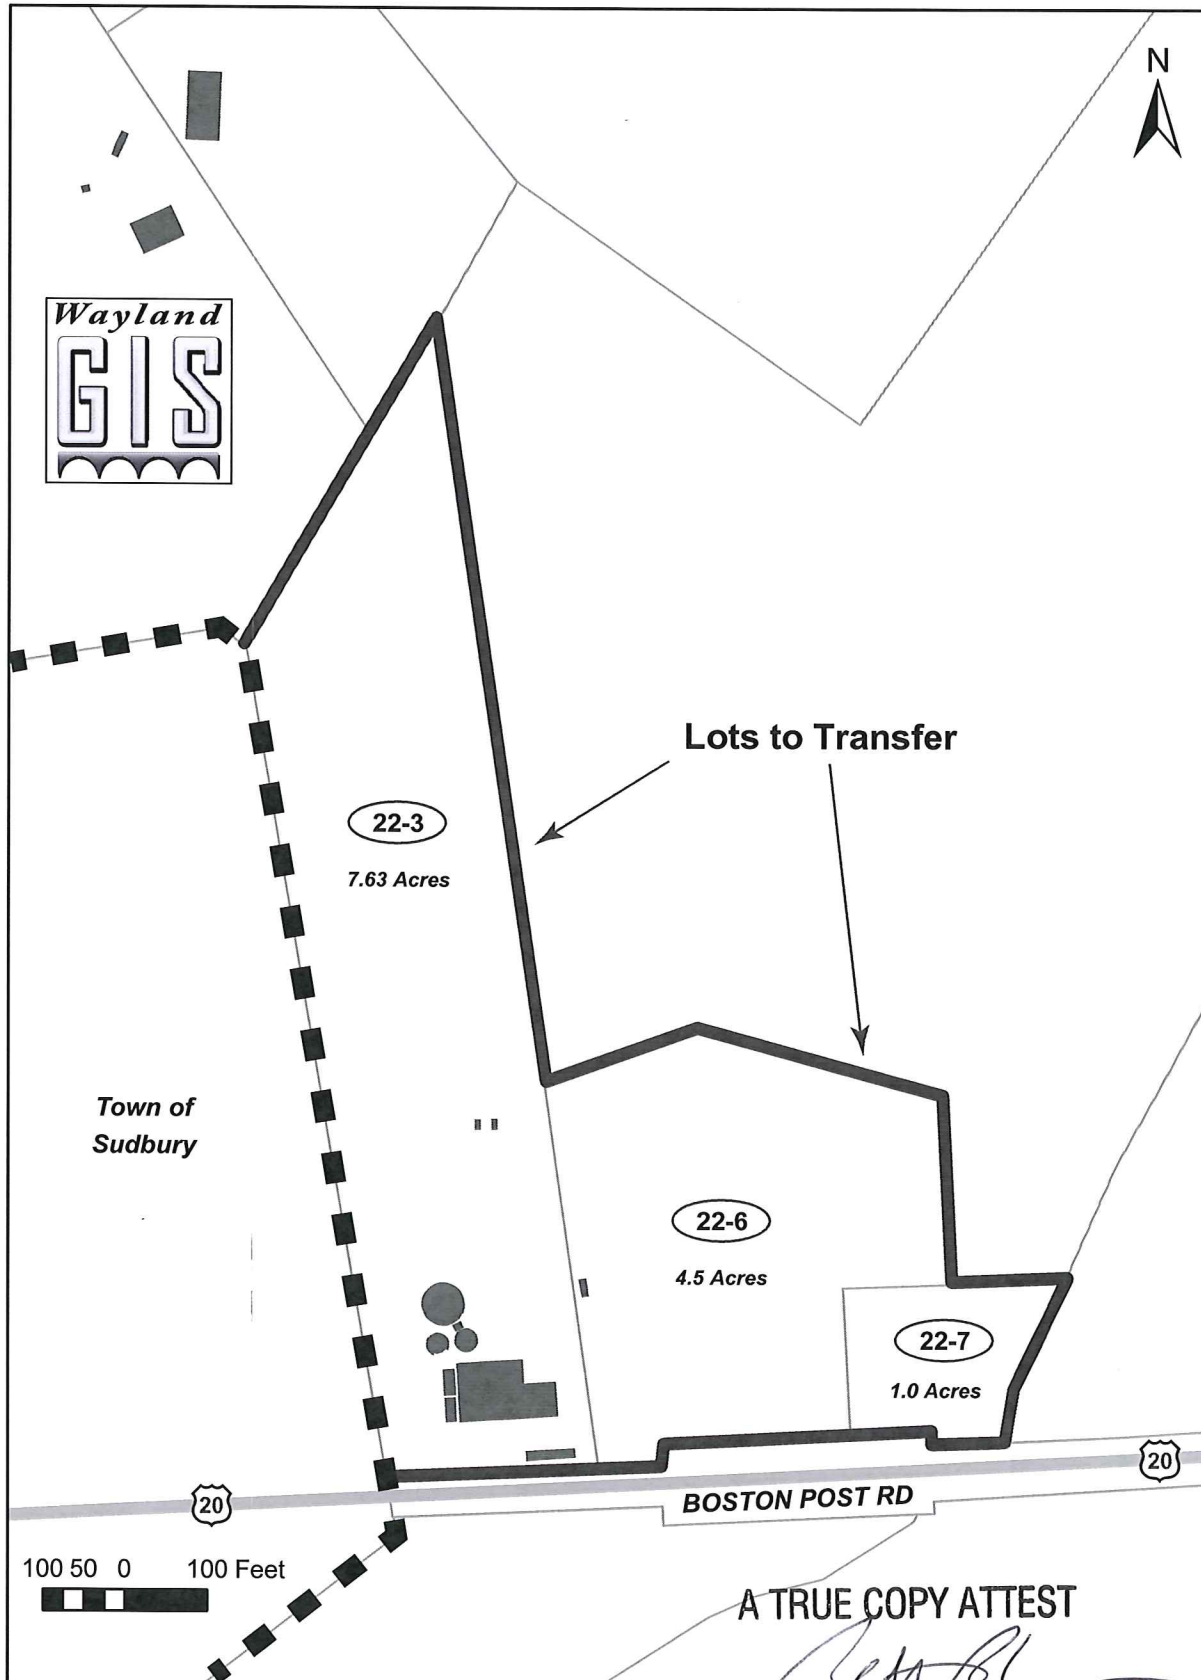 N
Wayland
GIS
Lots to Transfer
22-3
7.63 Acres
Town of
Sudbury
22-6
4.5 Acres
22-7
1.0 Acres
20
20
BOSTON POST RD
100 50 0 100 Feet
A TRUE COPY ATTEST